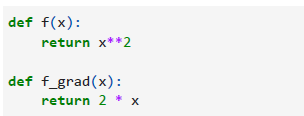 def f(x):
    return x**2

def f_grad(x):
    return 2 * x